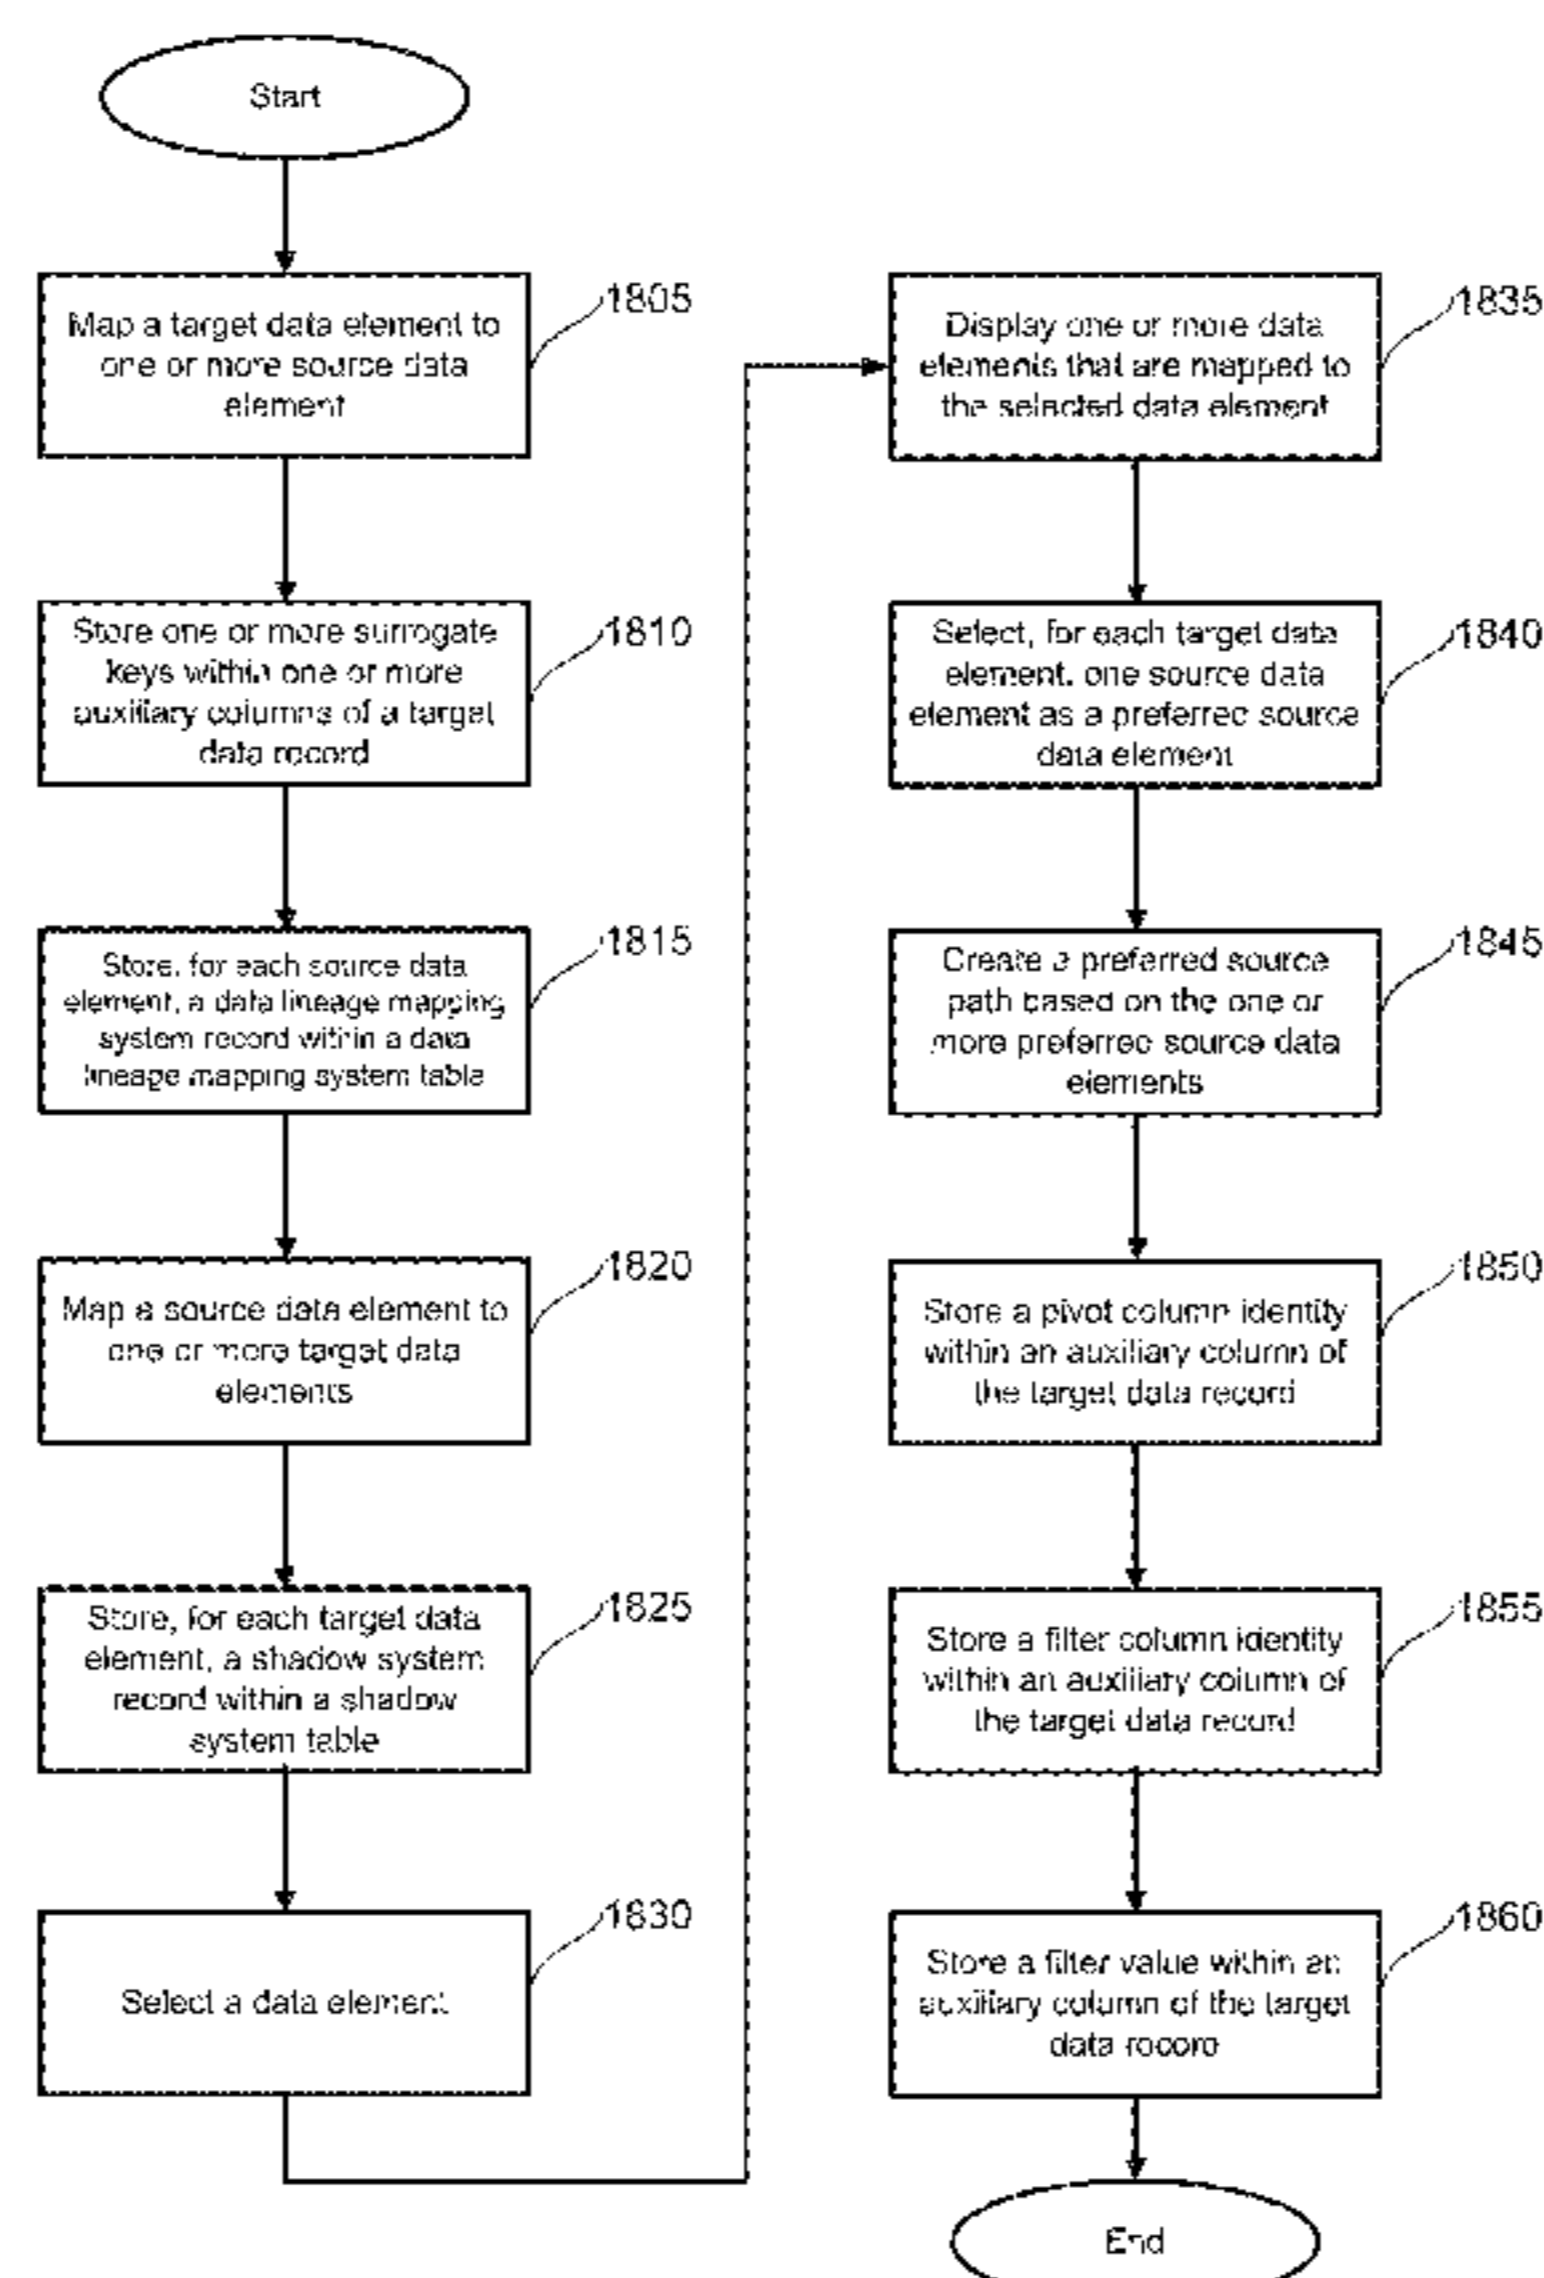 Start
Map a target data element to
one or more source data
element
1805
Store one or more surrogate
keys within one or more
auxiliary columns of a target
data record
1810
Store, for each source data
element, a data lineage mapping
system record within a data
lineage mapping system table
1815
Map a source data element to
one or more target data
elements
1820
Store, for each target data
element, a shadow system
record within a shadow
system table
1825
Select a data element
1830
Display one or more data
elements that are mapped to
the selected data element
1835
Select, for each target data
element, one source data
element as a preferred source
data element
1840
Create a preferred source
path based on the one or
more preferred source data
elements
1845
Store a pivot column identity
within an auxiliary column of
the target data record
1850
Store a filter column identity
within an auxiliary column of
the target data record
1855
Store a filter value within an
auxiliary column of the target
data record
1860
End